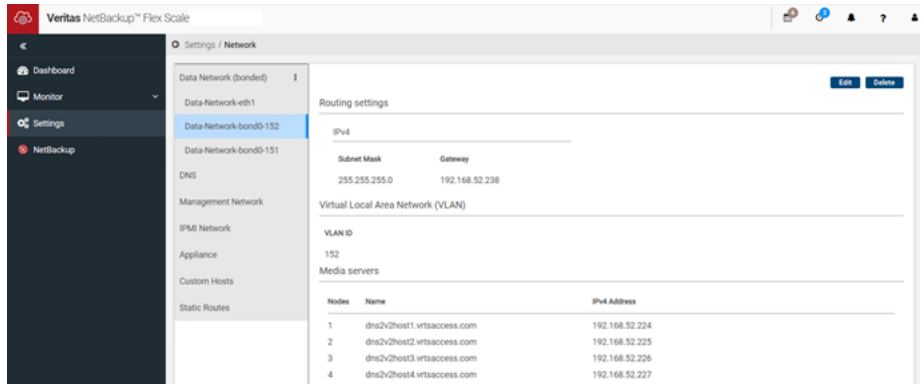 Veritas NetBackup™ Flex Scale
Settings / Network
Dashboard
Monitor
Settings
NetBackup
Data Network (bonded)
Data-Network-eth1
Data-Network-bond0-152
Data-Network-bond0-151
DNS
Management Network
IPMI Network
Appliance
Custom Hosts
Static Routes
Edit Delete
Routing settings
IPv4
Subnet Mask Gateway
255.255.255.0 192.168.52.238
Virtual Local Area Network (VLAN)
VLAN ID
152
Media servers
Nodes Name IPv4 Address
1 dns2v2host1.vrtsaccess.com 192.168.52.224
2 dns2v2host2.vrtsaccess.com 192.168.52.225
3 dns2v2host3.vrtsaccess.com 192.168.52.226
4 dns2v2host4.vrtsaccess.com 192.168.52.227